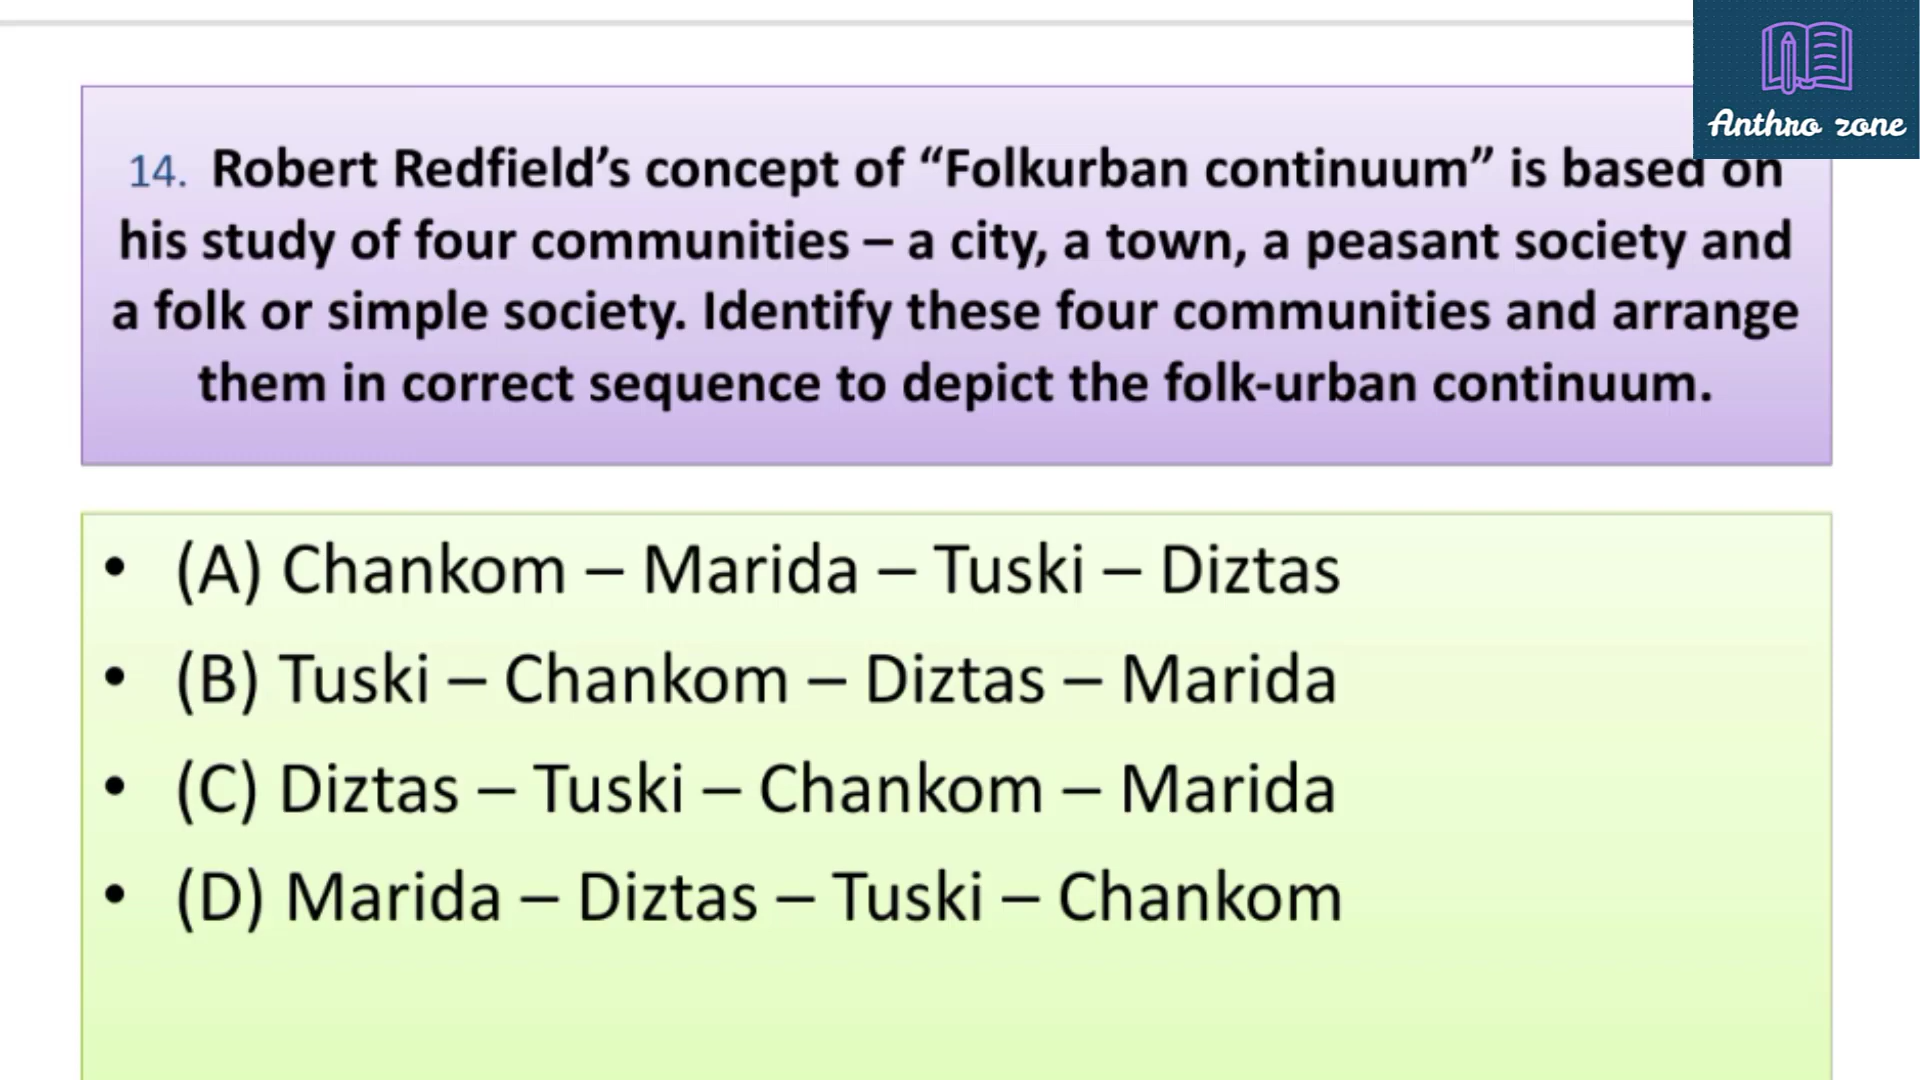 Anthro zone
14. Robert Redfield’s concept of “Folkurban continuum” is based on
his study of four communities – a city, a town, a peasant society and
a folk or simple society. Identify these four communities and arrange
them in correct sequence to depict the folk-urban continuum.
• (A) Chankom – Marida – Tuski – Diztas
• (B) Tuski – Chankom – Diztas – Marida
• (C) Diztas – Tuski – Chankom – Marida
• (D) Marida – Diztas – Tuski – Chankom